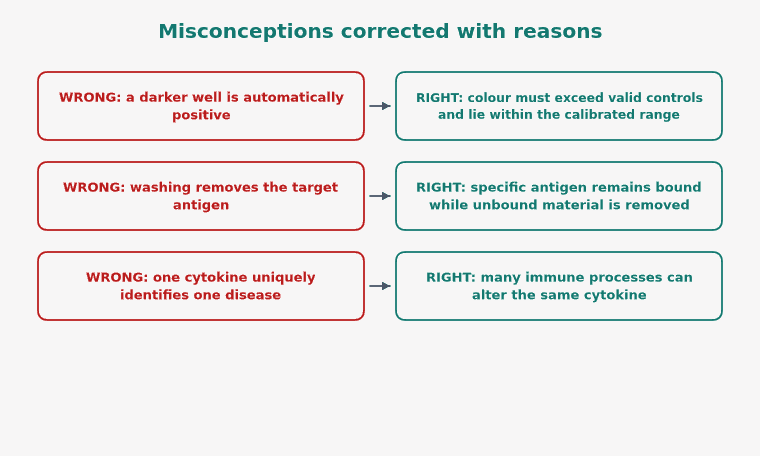 Misconceptions corrected with reasons
WRONG: a darker well is automatically
positive
RIGHT: colour must exceed valid controls
and lie within the calibrated range
WRONG: washing removes the target
antigen
RIGHT: specific antigen remains bound
while unbound material is removed
WRONG: one cytokine uniquely
identifies one disease
RIGHT: many immune processes can
alter the same cytokine